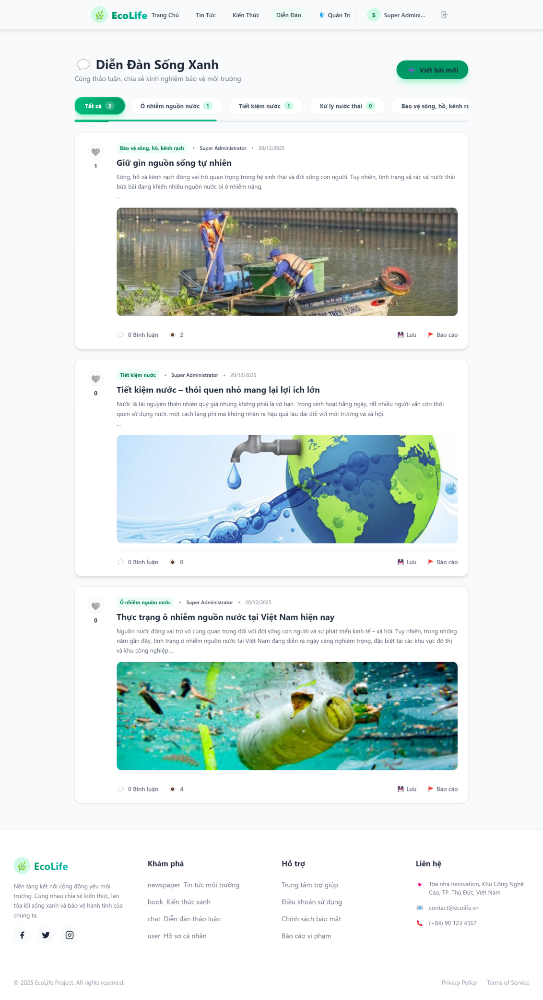 EcoLife Trang Chủ Tin Tức Kiến Thức Diễn Đàn Quản Trị S Super Admini...
Diễn Đàn Sống Xanh
Cùng thảo luận, chia sẻ kinh nghiệm bảo vệ môi trường
Viết bài mới
Tất cả 3 Ô nhiễm nguồn nước 1 Tiết kiệm nước 1 Xử lý nước thải 0 Bảo vệ sông, hồ, kênh rạ
Bảo vệ sông, hồ, kênh rạch • Super Administrator • 20/12/2025
1
Giữ gìn nguồn sống tự nhiên
Sông, hồ và kênh rạch đóng vai trò quan trọng trong hệ sinh thái và đời sống con người. Tuy nhiên, tình trạng xả rác và nước thải
bừa bãi đang khiến nhiều nguồn nước bị ô nhiễm nặng.
...
0 Bình luận 2 Lưu Báo cáo
Tiết kiệm nước • Super Administrator • 20/12/2025
0
Tiết kiệm nước – thói quen nhỏ mang lại lợi ích lớn
Nước là tài nguyên thiên nhiên quý giá nhưng không phải là vô hạn. Trong sinh hoạt hằng ngày, rất nhiều người vẫn còn thói
quen sử dụng nước một cách lãng phí mà không nhận ra hậu quả lâu dài đối với môi trường và xã hội.
...
0 Bình luận 0 Lưu Báo cáo
Ô nhiễm nguồn nước • Super Administrator • 20/12/2025
0
Thực trạng ô nhiễm nguồn nước tại Việt Nam hiện nay
Nguồn nước đóng vai trò vô cùng quan trọng đối với đời sống con người và sự phát triển kinh tế – xã hội. Tuy nhiên, trong những
năm gần đây, tình trạng ô nhiễm nguồn nước tại Việt Nam đang diễn ra ngày càng nghiêm trọng, đặc biệt tại các khu vực đô thị
và khu công nghiệp....
0 Bình luận 4 Lưu Báo cáo
EcoLife
Nền tảng kết nối cộng đồng yêu môi
trường. Cùng nhau chia sẻ kiến thức, lan
tỏa lối sống xanh và bảo vệ hành tinh của
chúng ta.
Khám phá
newspaper Tin tức môi trường
book Kiến thức xanh
chat Diễn đàn thảo luận
user Hồ sơ cá nhân
Hỗ trợ
Trung tâm trợ giúp
Điều khoản sử dụng
Chính sách bảo mật
Báo cáo vi phạm
Liên hệ
Tòa nhà Innovation, Khu Công Nghệ
Cao, TP. Thủ Đức, Việt Nam
contact@ecolife.vn
(+84) 90 123 4567
© 2025 EcoLife Project. All rights reserved.
Privacy Policy Terms of Service